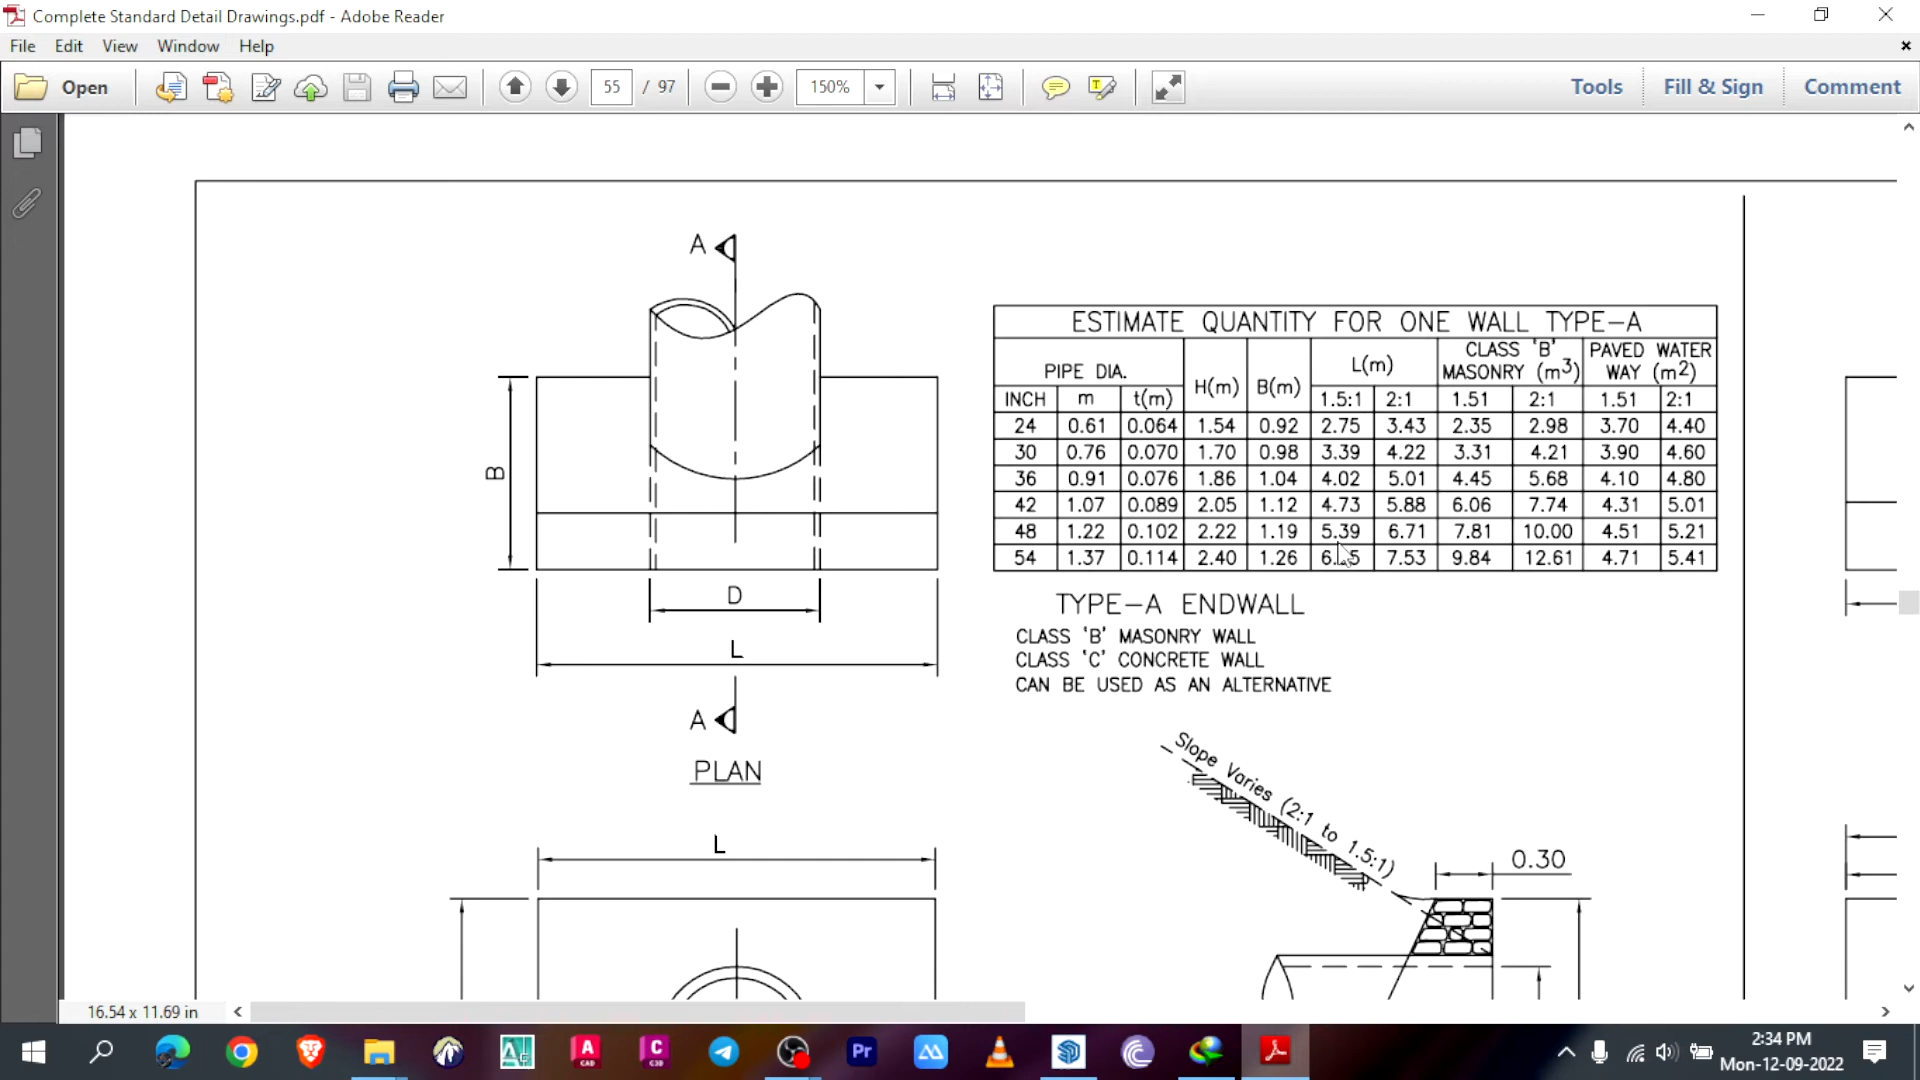 Complete Standard Detail Drawings.pdf - Adobe Reader
File Edit View Window Help
Open 55 / 97 150% Tools Fill & Sign Comment
A
B
D
L
A
PLAN
L
ESTIMATE QUANTITY FOR ONE WALL TYPE-A
PIPE DIA. H(m) B(m) L(m) CLASS 'B' MASONRY (m3) PAVED WATER WAY (m2)
INCH m t(m) 1.5:1 2:1 1.51 2:1 1.51 2:1
24 0.61 0.064 1.54 0.92 2.75 3.43 2.35 2.98 3.70 4.40
30 0.76 0.070 1.70 0.98 3.39 4.22 3.31 4.21 3.90 4.60
36 0.91 0.076 1.86 1.04 4.02 5.01 4.45 5.68 4.10 4.80
42 1.07 0.089 2.05 1.12 4.73 5.88 6.06 7.74 4.31 5.01
48 1.22 0.102 2.22 1.19 5.39 6.71 7.81 10.00 4.51 5.21
54 1.37 0.114 2.40 1.26 7.53 9.84 12.61 4.71 5.41
TYPE-A ENDWALL
CLASS 'B' MASONRY WALL
CLASS 'C' CONCRETE WALL
CAN BE USED AS AN ALTERNATIVE
Slope Varies (2:1 to 1.5:1)
0.30
16.54 x 11.69 in
2:34 PM
Mon-12-09-2022